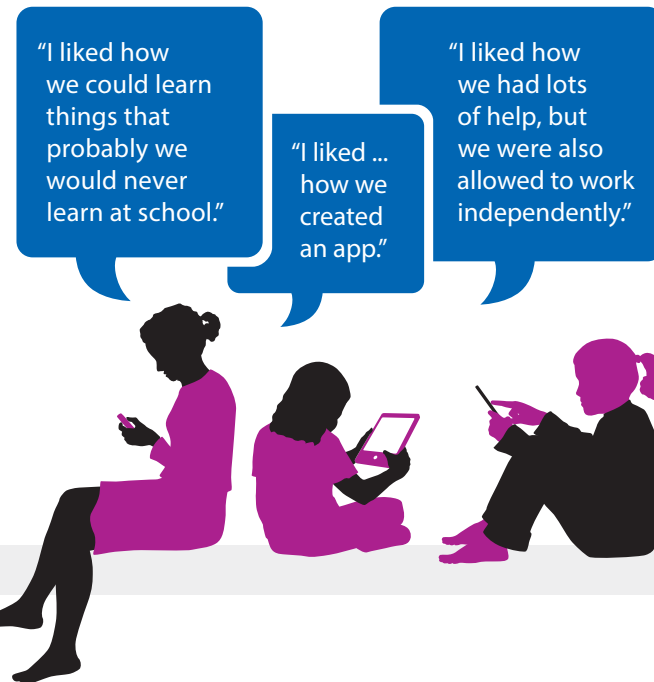 “I liked how
we could learn
things that
probably we
would never
learn at school.”
“I liked ...
how we
created
an app.”
“I liked how
we had lots
of help, but
we were also
allowed to work
independently.”